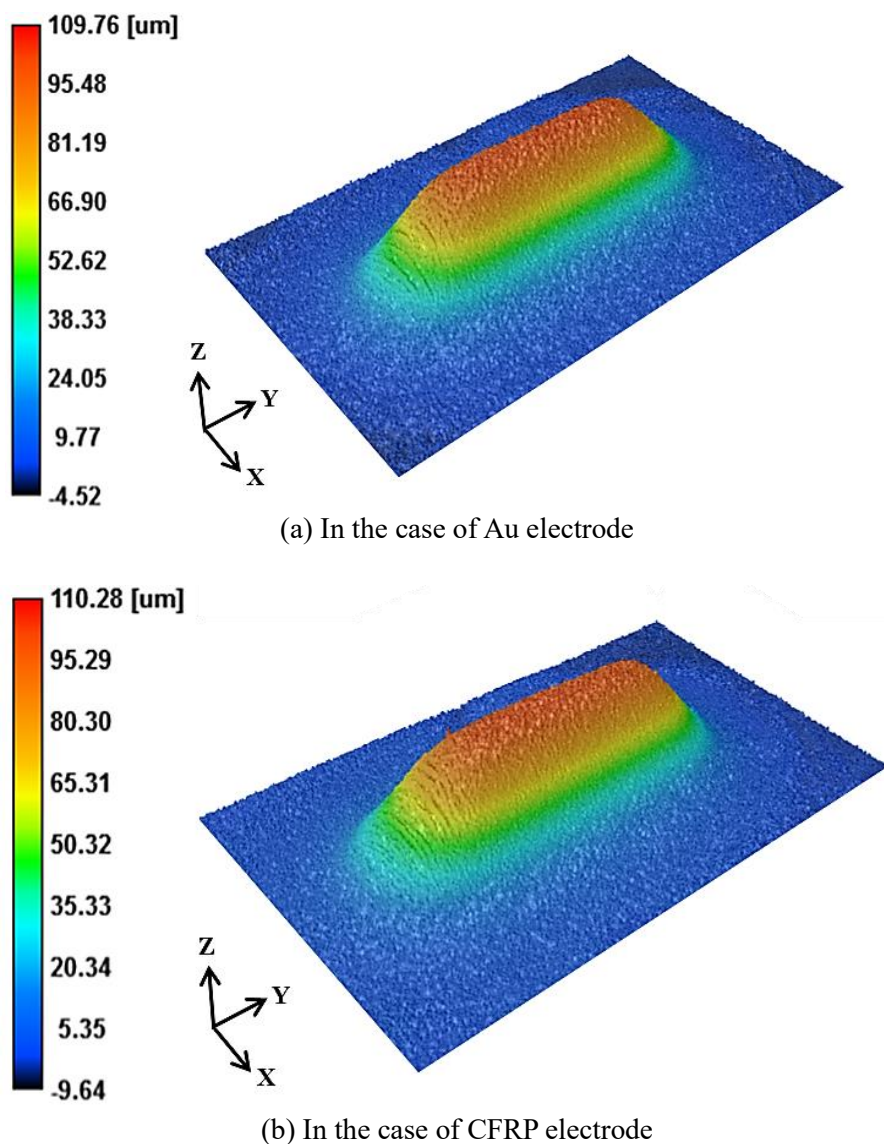 109.76 [um]
95.48
81.19
66.90
52.62
38.33
24.05
9.77
-4.52
Z
Y
X
(a) In the case of Au electrode
110.28 [um]
95.29
80.30
65.31
50.32
35.33
20.34
5.35
-9.64
Z
Y
X
(b) In the case of CFRP electrode